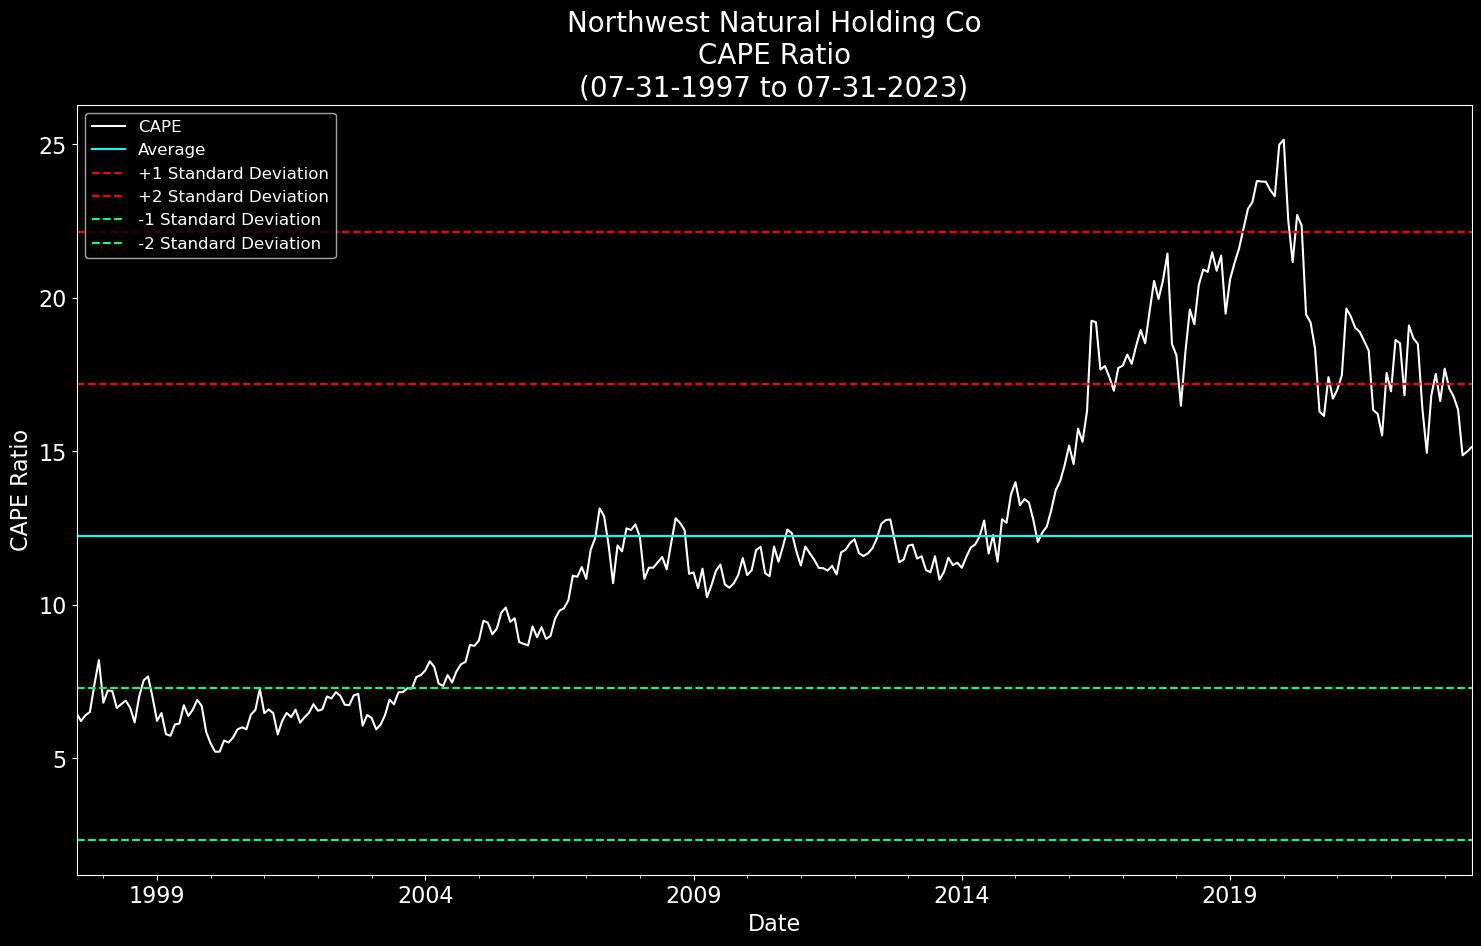 Northwest Natural Holding Co
CAPE Ratio
(07-31-1997 to 07-31-2023)
CAPE
Average
+1 Standard Deviation
+2 Standard Deviation
-1 Standard Deviation
-2 Standard Deviation
25
20
15
10
5
CAPE Ratio
1999 2004 2009 2014 2019
Date